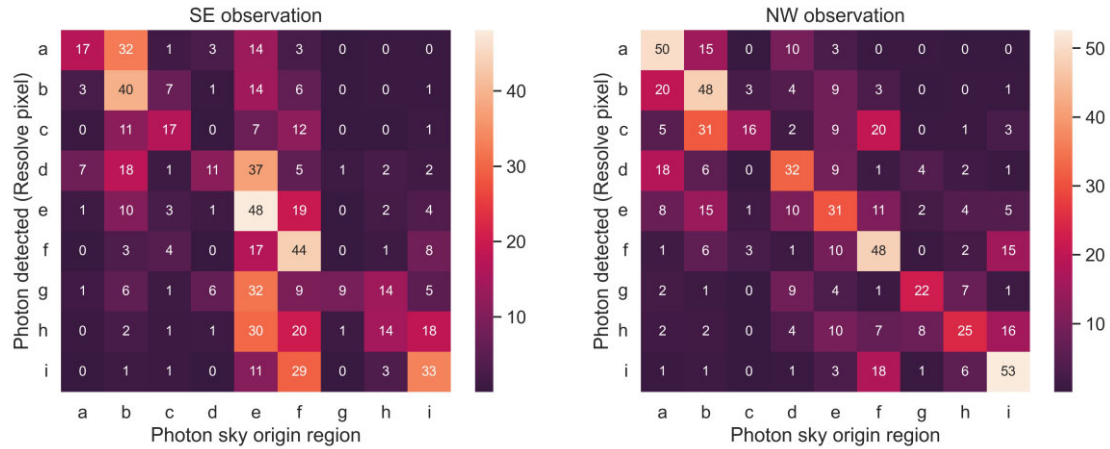 SE observation
Photon detected (Resolve pixel)
a 17 32 1 3 14 3 0 0 0
b 3 40 7 1 14 6 0 0 1
c 0 11 17 0 7 12 0 0 1
d 7 18 1 11 37 5 1 2 2
e 1 10 3 1 48 19 0 2 4
f 0 3 4 0 17 44 0 1 8
g 1 6 1 6 32 9 9 14 5
h 0 2 1 1 30 20 1 14 18
i 0 1 1 0 11 29 0 3 33
a b c d e f g h i
Photon sky origin region
40
30
20
10
NW observation
Photon detected (Resolve pixel)
a 50 15 0 10 3 0 0 0 0
b 20 48 3 4 9 3 0 0 1
c 5 31 16 2 9 20 0 1 3
d 18 6 0 32 9 1 4 2 1
e 8 15 1 10 31 11 2 4 5
f 1 6 3 1 10 48 0 2 15
g 2 1 0 9 4 1 22 7 1
h 2 2 0 4 10 7 8 25 16
i 1 1 0 1 3 18 1 6 53
a b c d e f g h i
Photon sky origin region
50
40
30
20
10